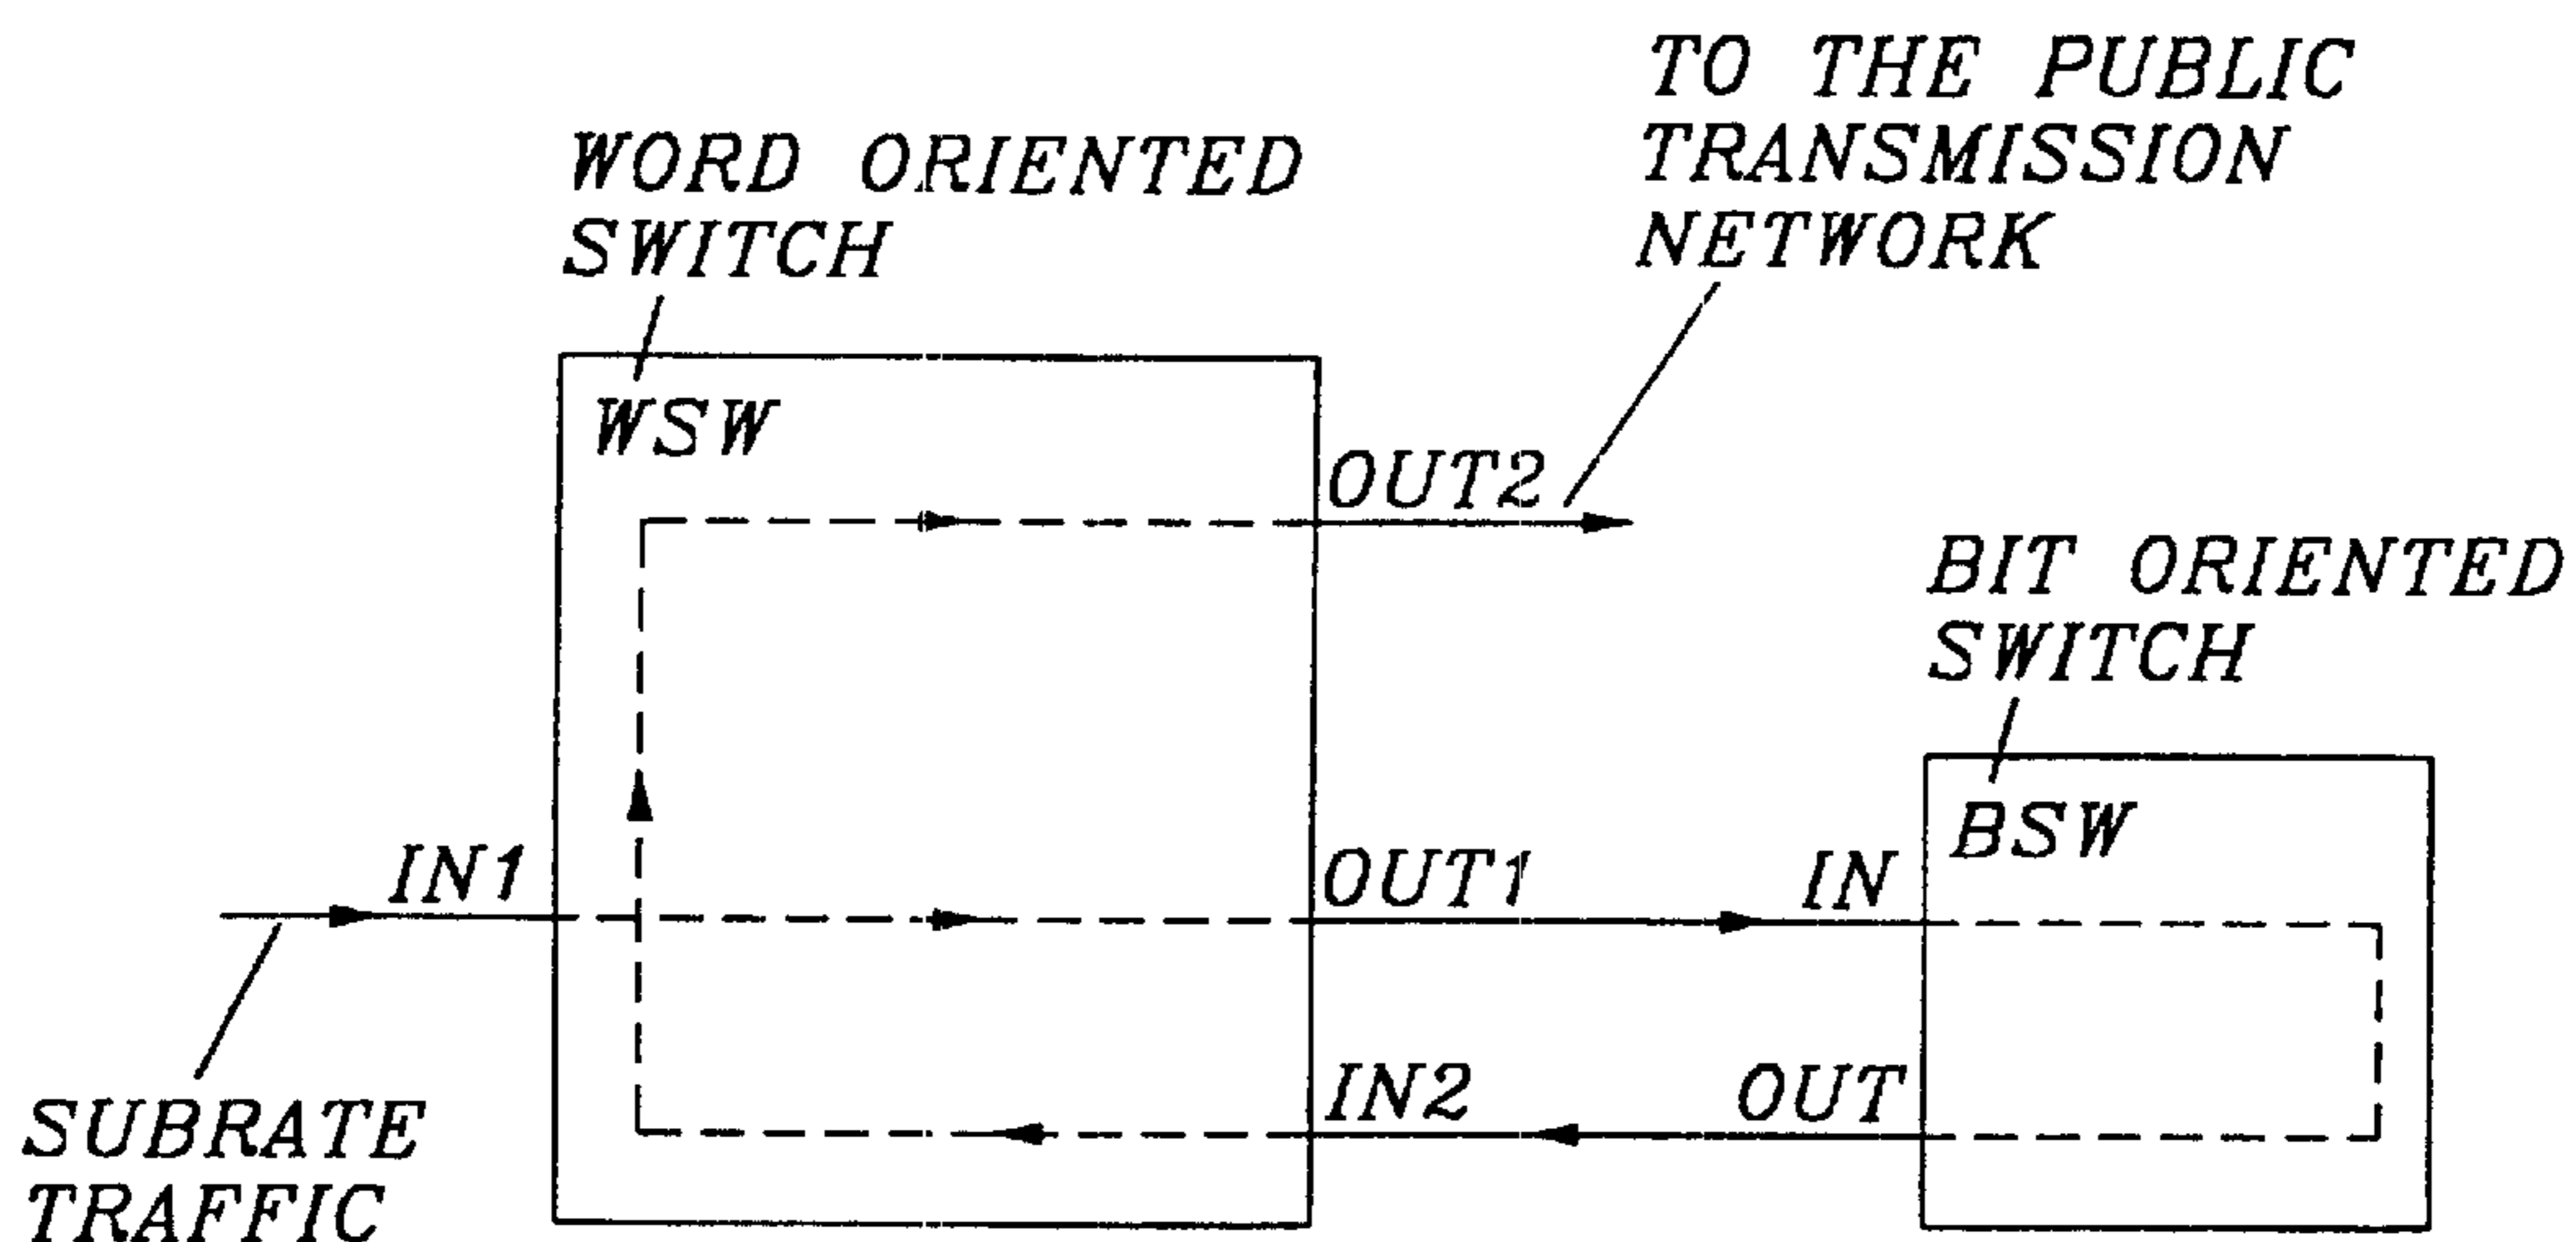 TO THE PUBLIC
TRANSMISSION
NETWORK
WORD ORIENTED
SWITCH
WSW
OUT2
BIT ORIENTED
SWITCH
BSW
IN1
OUT1
IN
IN2
OUT
SUBRATE
TRAFFIC